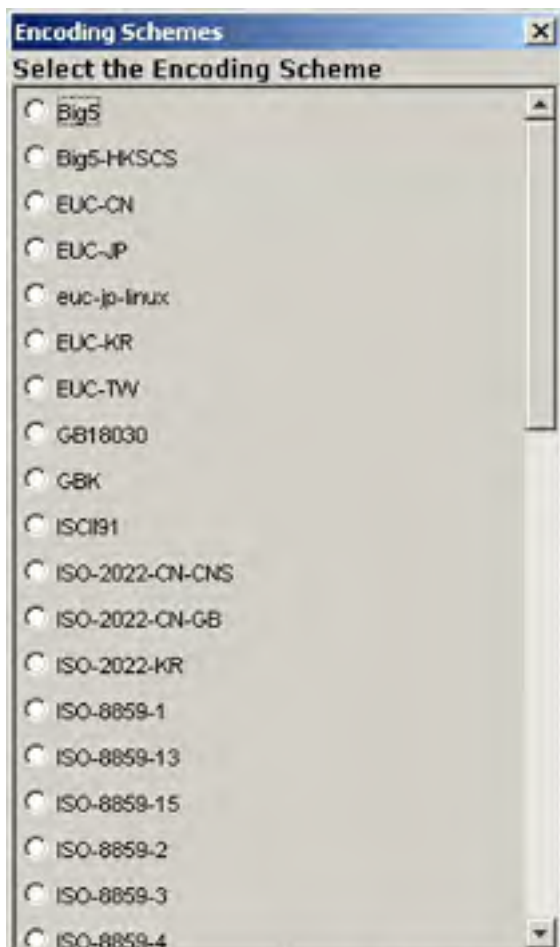 Encoding Schemes
Select the Encoding Scheme
Big5
Big5-HKSCS
EUC-CN
EUC-JP
euc-jp-linux
EUC-KR
EUC-TW
GB18030
GBK
ISCII91
ISO-2022-CN-CNS
ISO-2022-CN-GB
ISO-2022-KR
ISO-8859-1
ISO-8859-13
ISO-8859-15
ISO-8859-2
ISO-8859-3
ISO-8859-4